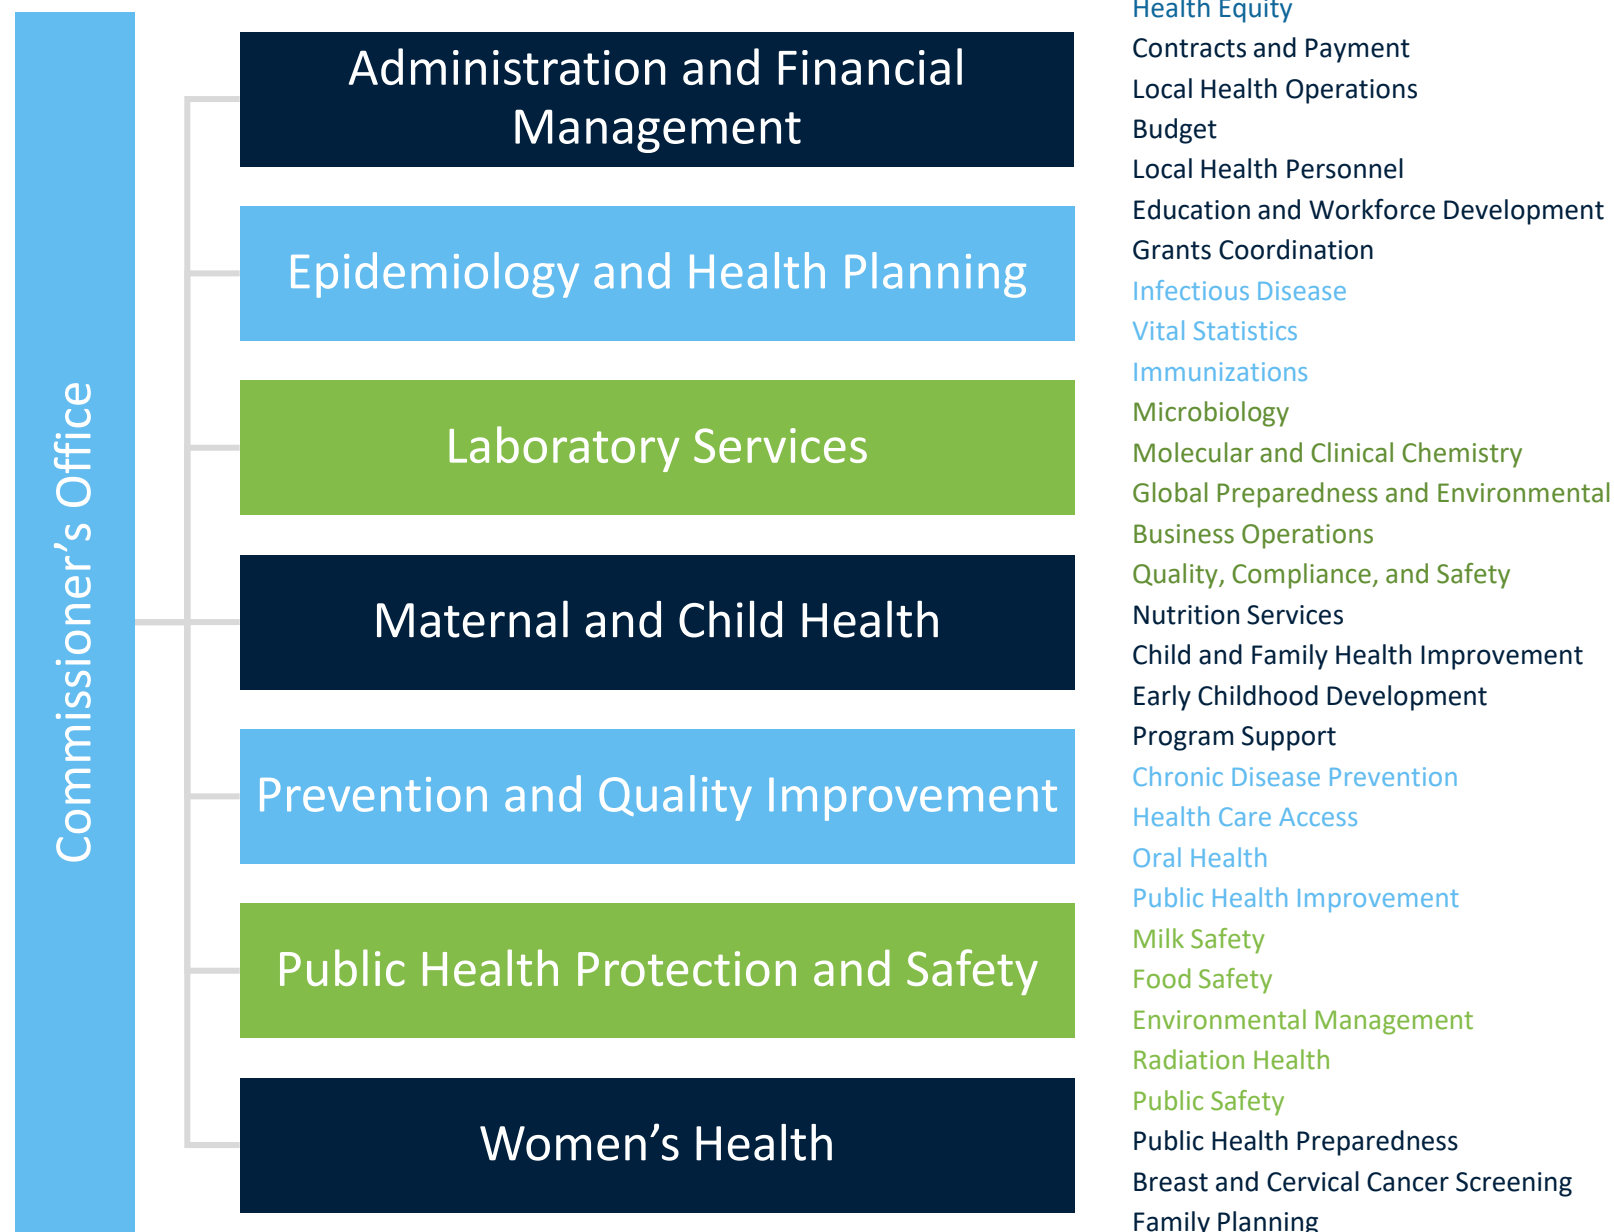 Commissioner's Office
Administration and Financial
Management
Epidemiology and Health Planning
Laboratory Services
Maternal and Child Health
Prevention and Quality Improvement
Public Health Protection and Safety
Women's Health
Health Equity
Contracts and Payment
Local Health Operations
Budget
Local Health Personnel
Education and Workforce Development
Grants Coordination
Infectious Disease
Vital Statistics
Immunizations
Microbiology
Molecular and Clinical Chemistry
Global Preparedness and Environmental
Business Operations
Quality, Compliance, and Safety
Nutrition Services
Child and Family Health Improvement
Early Childhood Development
Program Support
Chronic Disease Prevention
Health Care Access
Oral Health
Public Health Improvement
Milk Safety
Food Safety
Environmental Management
Radiation Health
Public Safety
Public Health Preparedness
Breast and Cervical Cancer Screening
Family Planning